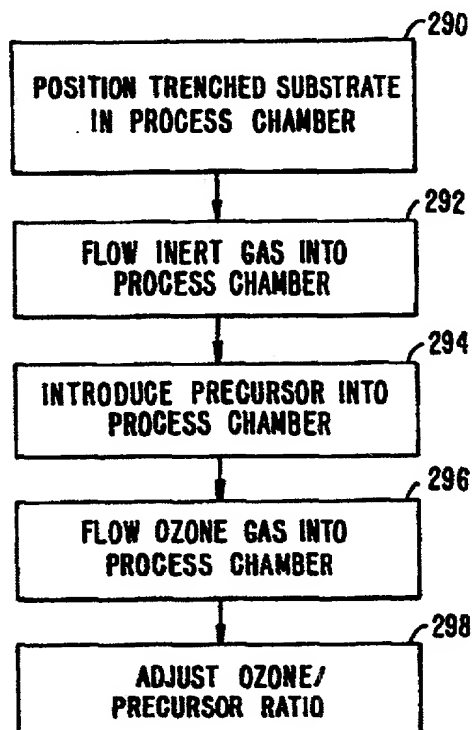 290
POSITION TRENCHED SUBSTRATE
IN PROCESS CHAMBER
292
FLOW INERT GAS INTO
PROCESS CHAMBER
294
INTRODUCE PRECURSOR INTO
PROCESS CHAMBER
296
FLOW OZONE GAS INTO
PROCESS CHAMBER
298
ADJUST OZONE/
PRECURSOR RATIO